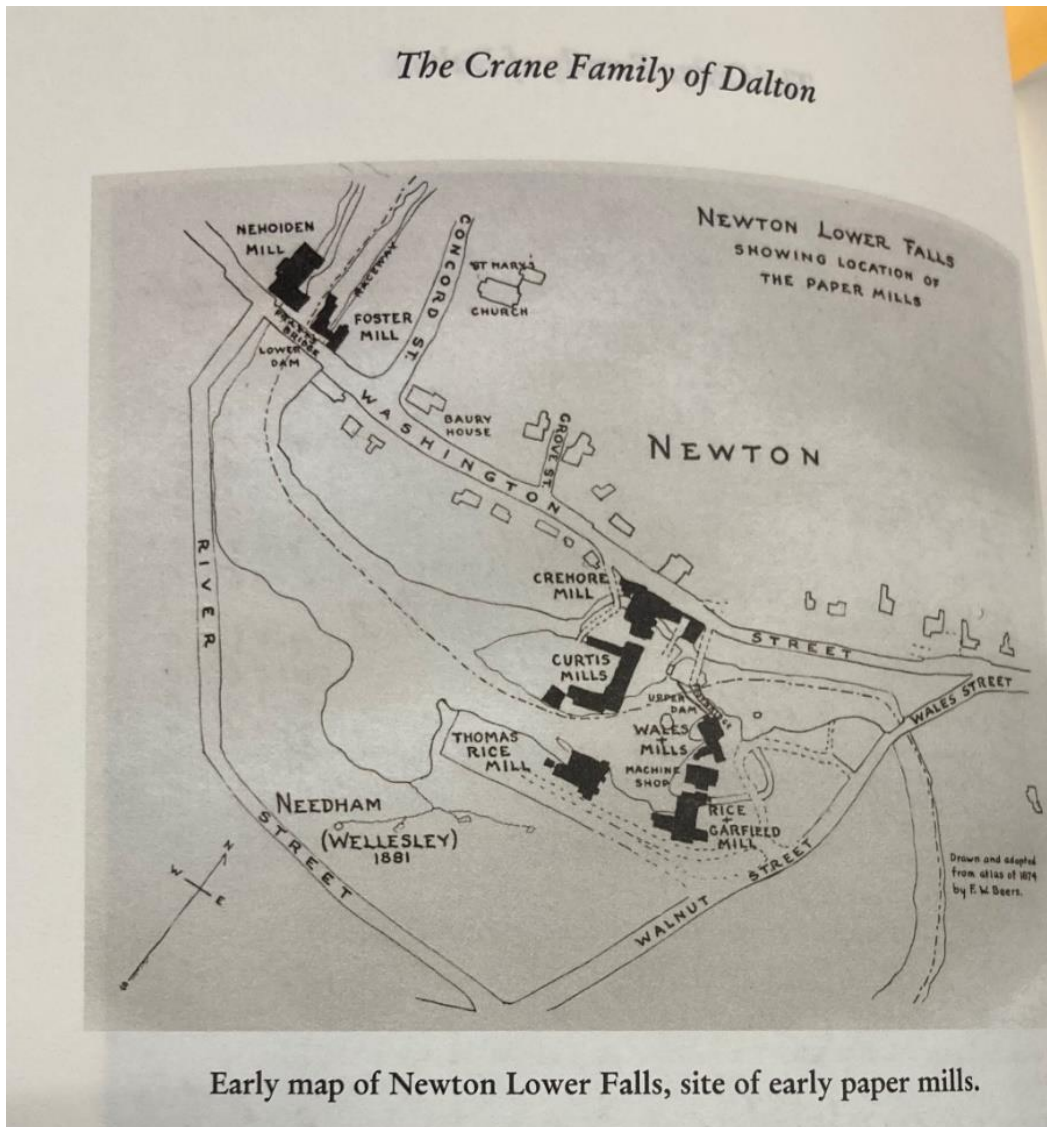 The Crane Family of Dalton
NEWTON LOWER FALLS
SHOWING LOCATION OF
THE PAPER MILLS
NEHOIDEN
MILL
RACEWAY
CONCORD ST.
ST MARY'S
CHURCH
FOSTER
MILL
BRIDGE
LOWER
DAM
WASHINGTON
BAURY
HOUSE
GROVE ST.
NEWTON
RIVER
CREHORE
MILL
STREET
CURTIS
MILLS
UPPER
DAM
WALES STREET
WALES
+
MILLS
THOMAS
RICE
MILL
MACHINE
SHOP
RICE
+
GARFIELD
MILL
NEEDHAM
(WELLESLEY)
1881
STREET
WALNUT STREET
Drawn and adapted
from atlas of 1874
by F. W. Beers.
N
W
E
S
Early map of Newton Lower Falls, site of early paper mills.